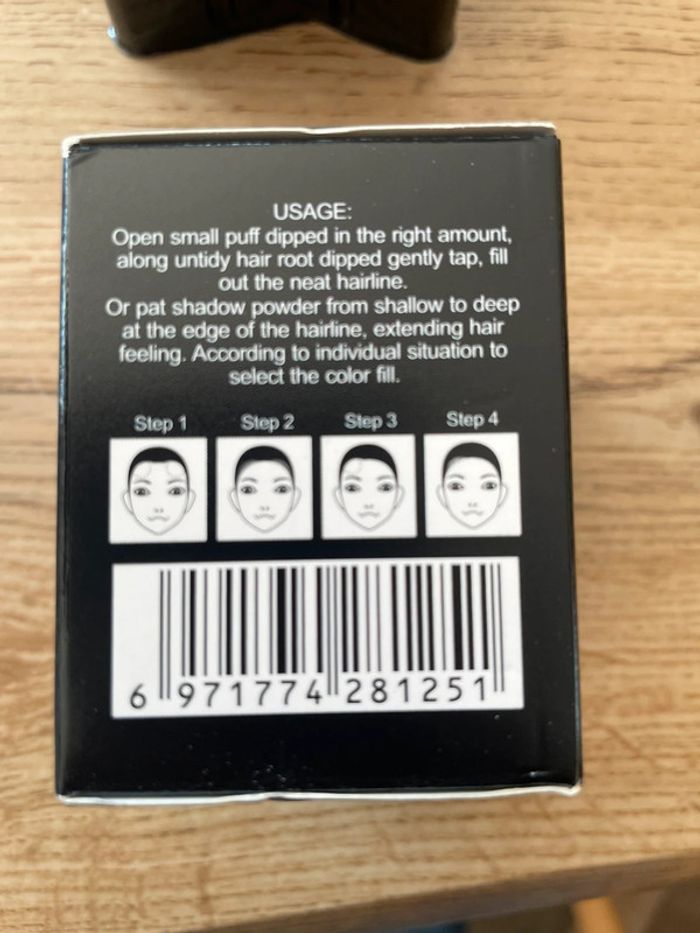 USAGE:
Open small puff dipped in the right amount,
along untidy hair root dipped gently tap, fill
out the neat hairline.
Or pat shadow powder from shallow to deep
at the edge of the hairline, extending hair
feeling. According to individual situation to
select the color fill.
Step 1 Step 2 Step 3 Step 4
6 971774 281251